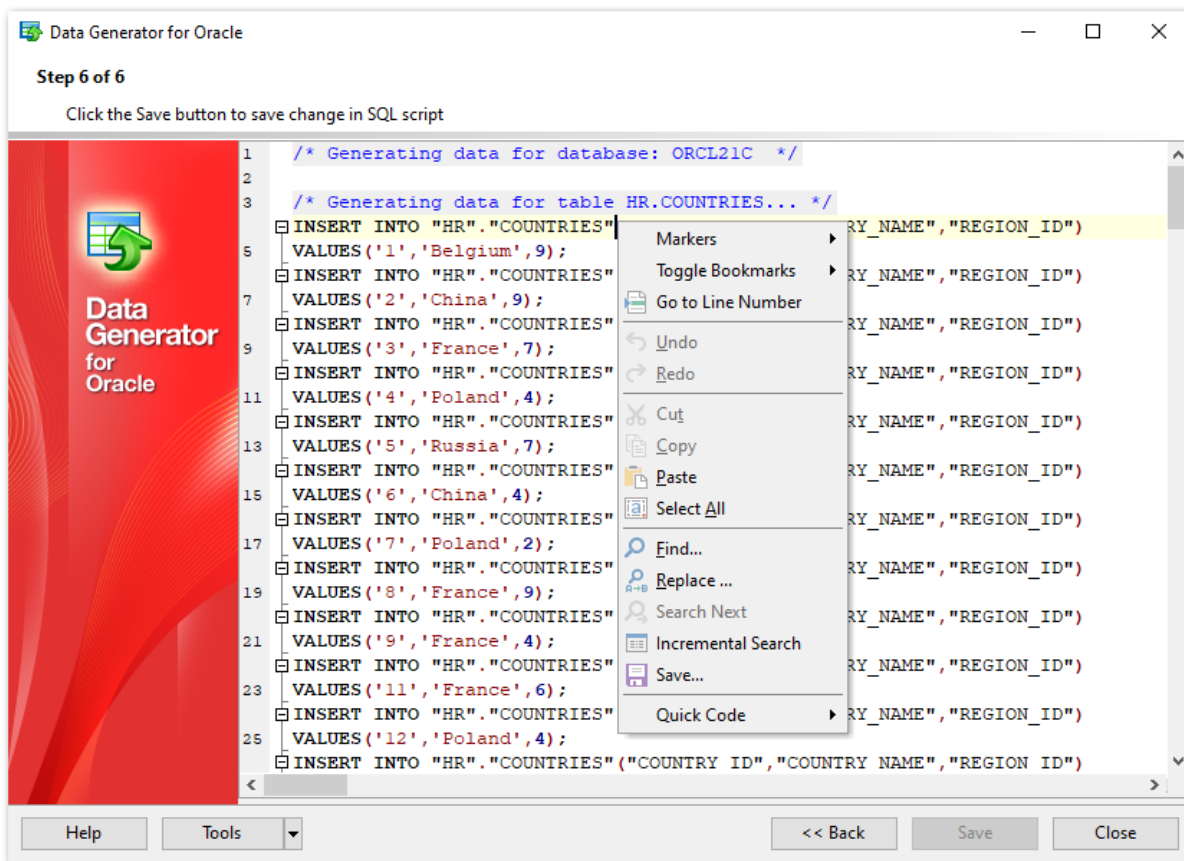 Data Generator for Oracle
Step 6 of 6
Click the Save button to save change in SQL script
Data
Generator
for
Oracle
1 /* Generating data for database: ORCL21C */
2
3 /* Generating data for table HR.COUNTRIES... */
INSERT INTO "HR"."COUNTRIES" RY_NAME","REGION_ID")
5 VALUES('1','Belgium',9);
INSERT INTO "HR"."COUNTRIES" RY_NAME","REGION_ID")
7 VALUES('2','China',9);
INSERT INTO "HR"."COUNTRIES" RY_NAME","REGION_ID")
9 VALUES('3','France',7);
INSERT INTO "HR"."COUNTRIES" RY_NAME","REGION_ID")
11 VALUES('4','Poland',4);
INSERT INTO "HR"."COUNTRIES" RY_NAME","REGION_ID")
13 VALUES('5','Russia',7);
INSERT INTO "HR"."COUNTRIES" RY_NAME","REGION_ID")
15 VALUES('6','China',4);
INSERT INTO "HR"."COUNTRIES" RY_NAME","REGION_ID")
17 VALUES('7','Poland',2);
INSERT INTO "HR"."COUNTRIES" RY_NAME","REGION_ID")
19 VALUES('8','France',9);
INSERT INTO "HR"."COUNTRIES" RY_NAME","REGION_ID")
21 VALUES('9','France',4);
INSERT INTO "HR"."COUNTRIES" RY_NAME","REGION_ID")
23 VALUES('11','France',6);
INSERT INTO "HR"."COUNTRIES" RY_NAME","REGION_ID")
25 VALUES('12','Poland',4);
INSERT INTO "HR"."COUNTRIES"("COUNTRY_ID","COUNTRY_NAME","REGION_ID")
Markers
Toggle Bookmarks
Go to Line Number
Undo
Redo
Cut
Copy
Paste
Select All
Find...
Replace ...
Search Next
Incremental Search
Save...
Quick Code
Help
Tools
<< Back
Save
Close